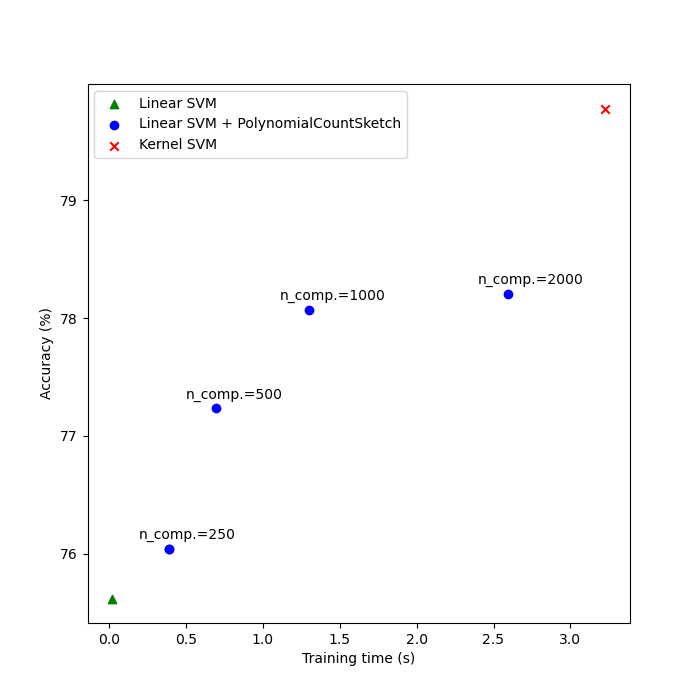 Linear SVM
Linear SVM + PolynomialCountSketch
Kernel SVM
79
n_comp.=2000
n_comp.=1000
78
n_comp.=500
77
n_comp.=250
76
Accuracy (%)
0.0 0.5 1.0 1.5 2.0 2.5 3.0
Training time (s)